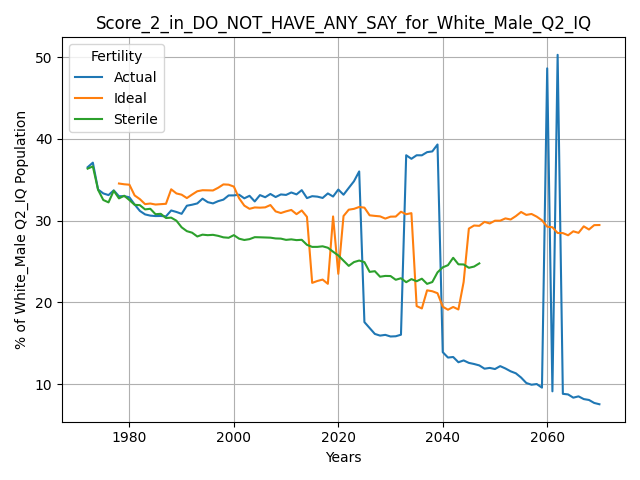 Score_2_in_DO_NOT_HAVE_ANY_SAY_for_White_Male_Q2_IQ
Fertility
Actual
Ideal
Sterile
% of White_Male Q2_IQ Population
50
40
30
20
10
1980 2000 2020 2040 2060
Years